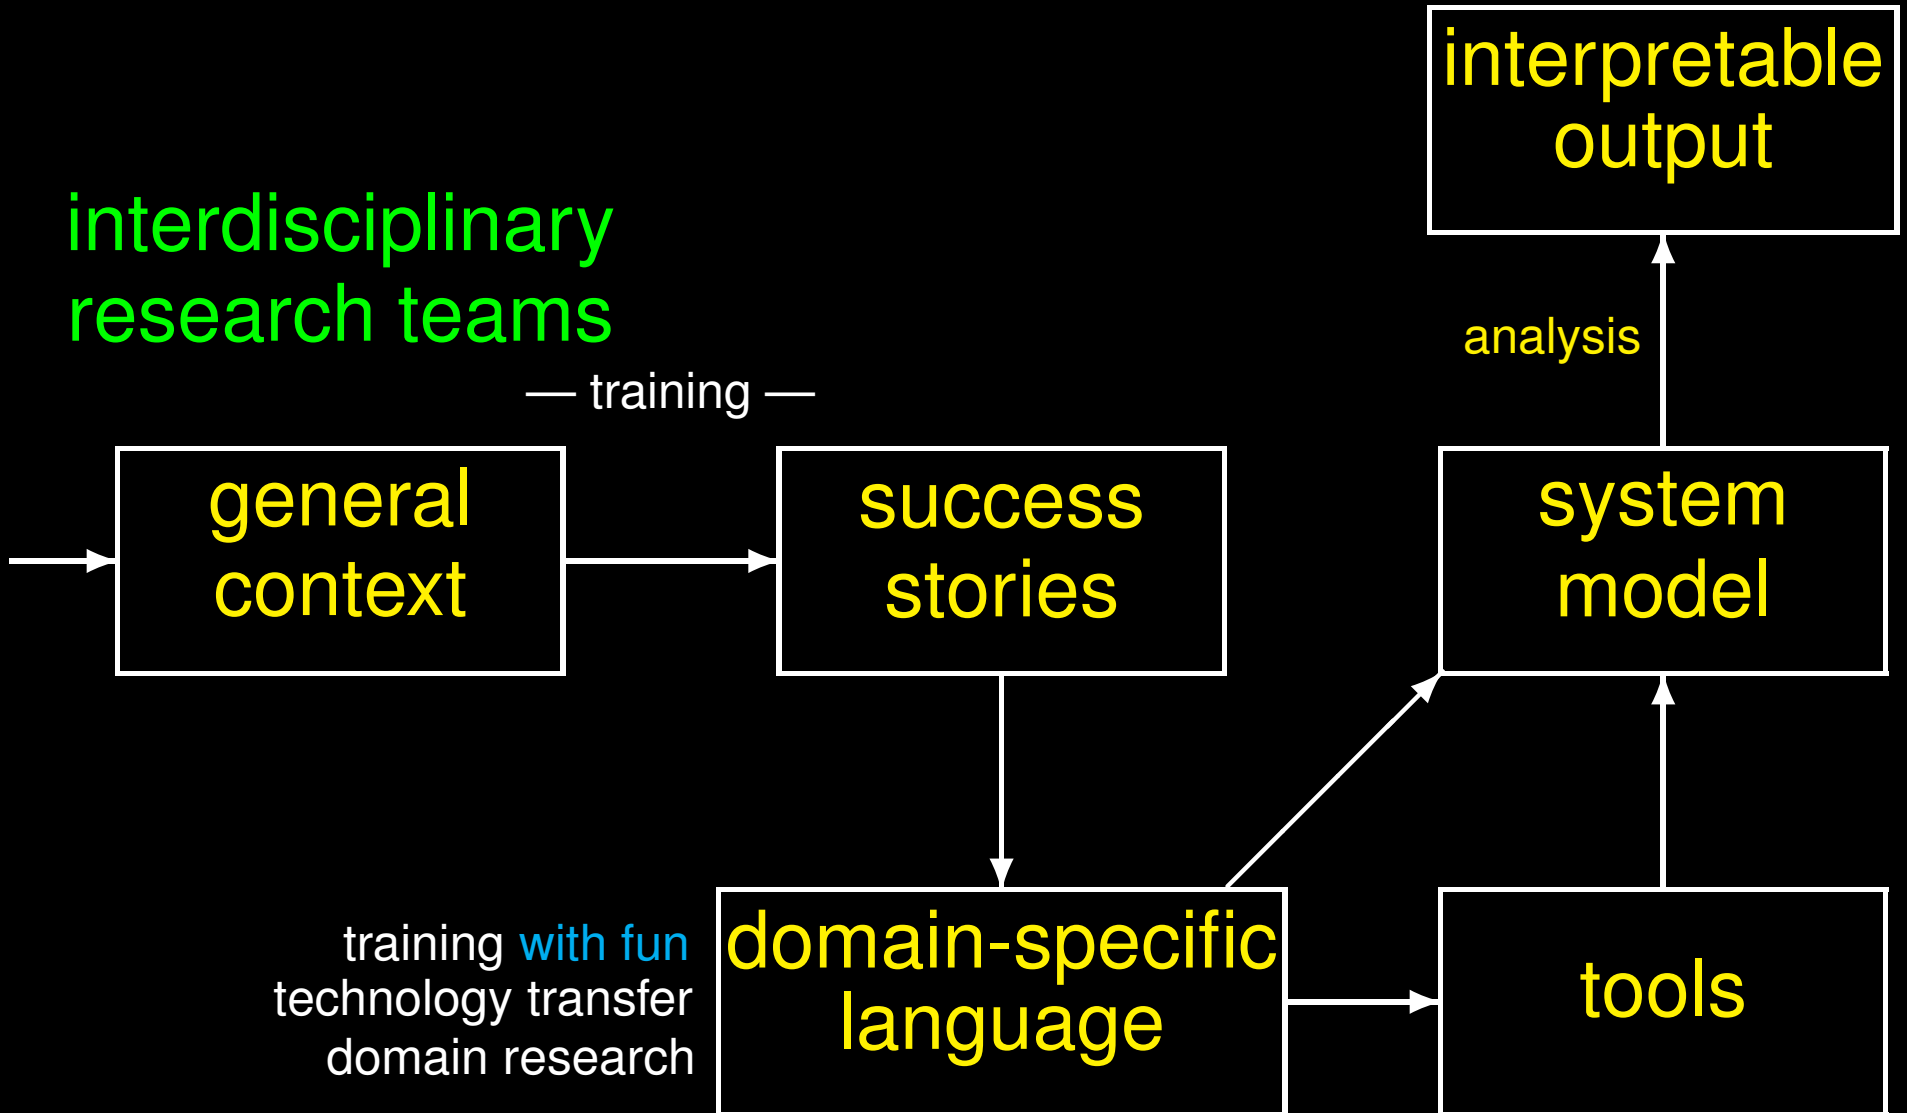 interpretable
output
interdisciplinary
research teams
analysis
— training —
general
context
success
stories
system
model
training with fun
technology transfer
domain research
domain-specific
language
tools